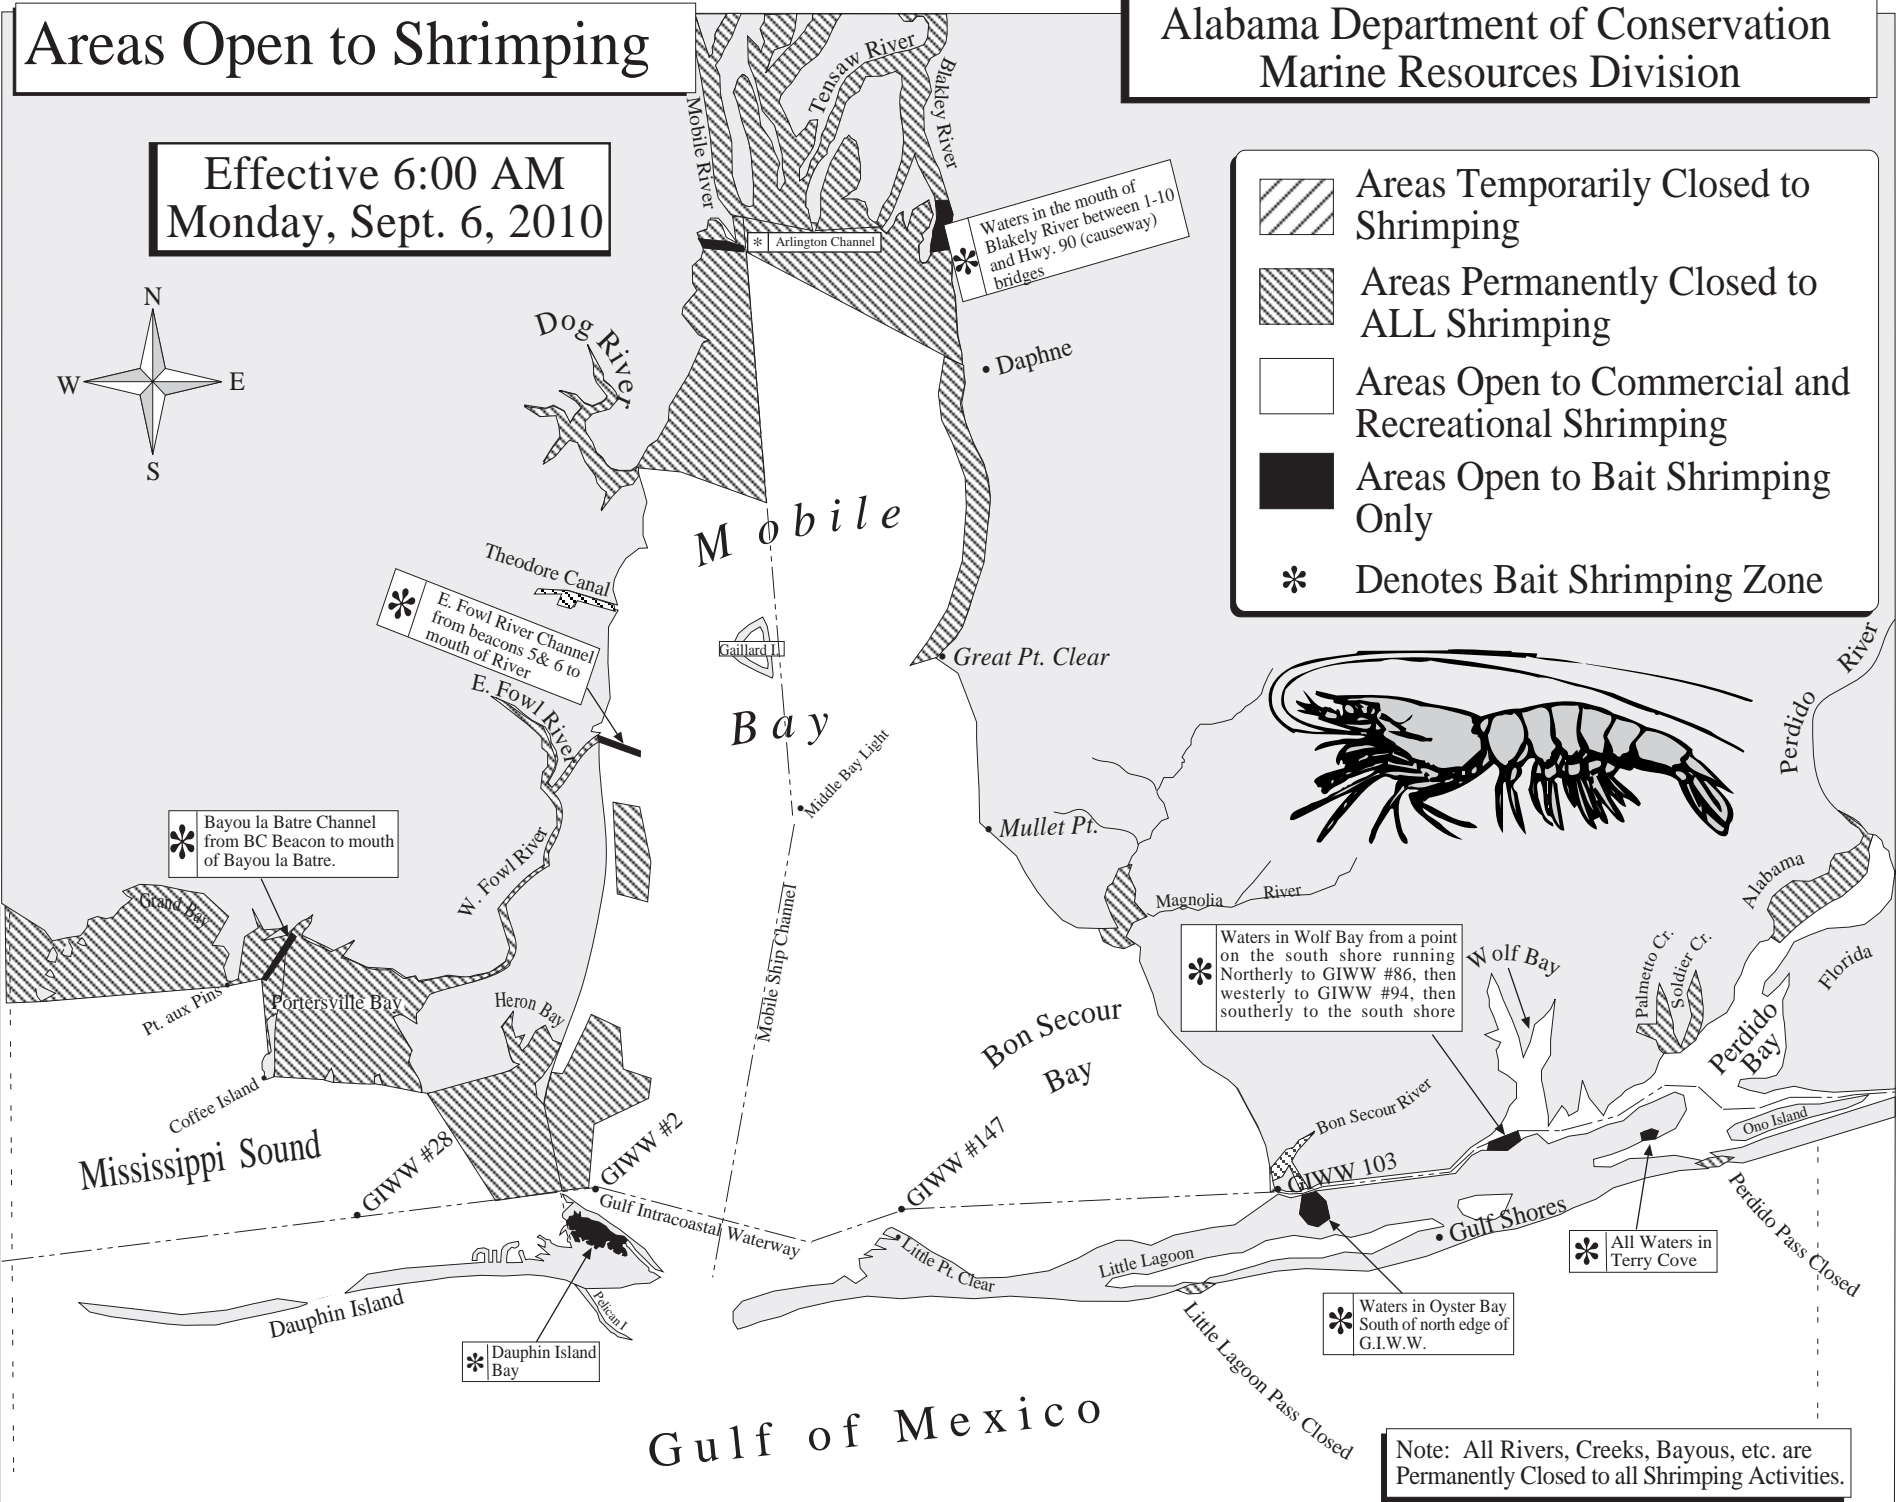 Areas Open to Shrimping
Alabama Department of Conservation
Marine Resources Division
Effective 6:00 AM
Monday, Sept. 6, 2010
Areas Temporarily Closed to
Shrimping
Areas Permanently Closed to
ALL Shrimping
Areas Open to Commercial and
Recreational Shrimping
Areas Open to Bait Shrimping
Only
* Denotes Bait Shrimping Zone
N
W
E
S
Mobile River
Tensaw River
Blakley River
* Arlington Channel
* Waters in the mouth of
Blakely River between 1-10
and Hwy. 90 (causeway)
bridges
Dog River
Daphne
Mobile
Bay
Theodore Canal
* E. Fowl River Channel
from beacons 5& 6 to
mouth of River
Gaillard I.
Great Pt. Clear
E. Fowl River
Middle Bay Light
Mullet Pt.
Perdido
River
* Bayou la Batre Channel
from BC Beacon to mouth
of Bayou la Batre.
W. Fowl River
Grand Bay
Mobile Ship Channel
Magnolia River
Alabama
Florida
* Waters in Wolf Bay from a point
on the south shore running
Northerly to GIWW #86, then
westerly to GIWW #94, then
southerly to the south shore
Wolf Bay
Palmetto Cr.
Soldier Cr.
Pt. aux Pins
Portersville Bay
Heron Bay
Bon Secour
Bay
Perdido
Bay
Coffee Island
Bon Secour River
Ono Island
Mississippi Sound
GIWW #28
GIWW #2
GIWW #147
GIWW 103
Gulf Intracoastal Waterway
Little Pt. Clear
Little Lagoon
Gulf Shores
Perdido Pass Closed
* All Waters in
Terry Cove
Dauphin Island
Pelican I
* Waters in Oyster Bay
South of north edge of
G.I.W.W.
* Dauphin Island
Bay
Little Lagoon Pass Closed
Gulf of Mexico
Note: All Rivers, Creeks, Bayous, etc. are
Permanently Closed to all Shrimping Activities.